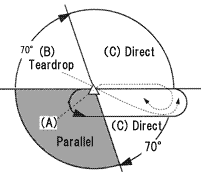 70° (B)
Teardrop
(C) Direct
(A)
(C) Direct
Parallel
70°